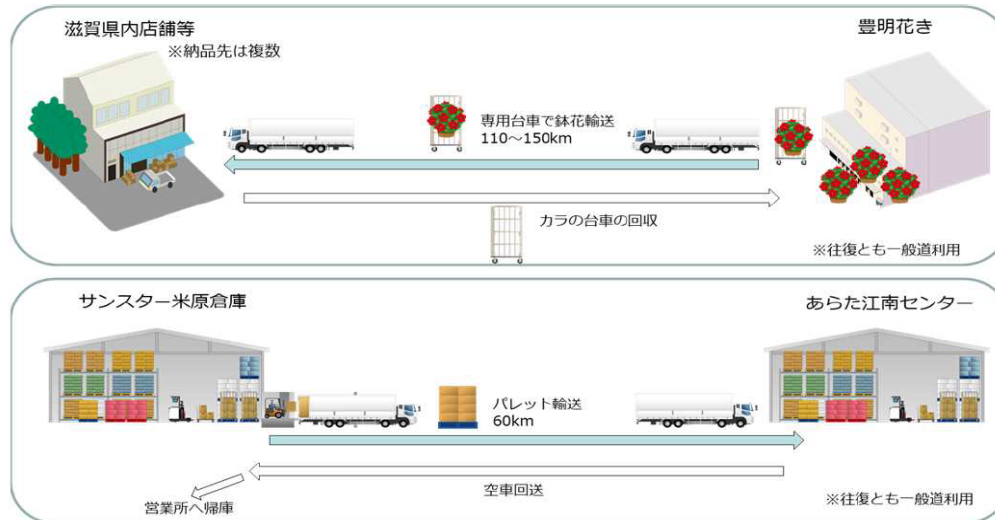 滋賀県内店舗等
※納品先は複数
豊明花き
専用台車で鉢花輸送
110～150km
カラの台車の回収
※往復とも一般道利用
サンスター米原倉庫
あらた江南センター
パレット輸送
60km
空車回送
営業所へ帰庫
※往復とも一般道利用